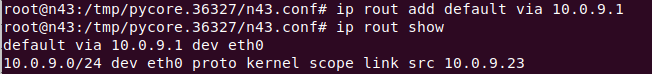 root@n43:/tmp/pycore.36327/n43.conf# ip rout add default via 10.0.9.1
root@n43:/tmp/pycore.36327/n43.conf# ip rout show
default via 10.0.9.1 dev eth0
10.0.9.0/24 dev eth0 proto kernel scope link src 10.0.9.23